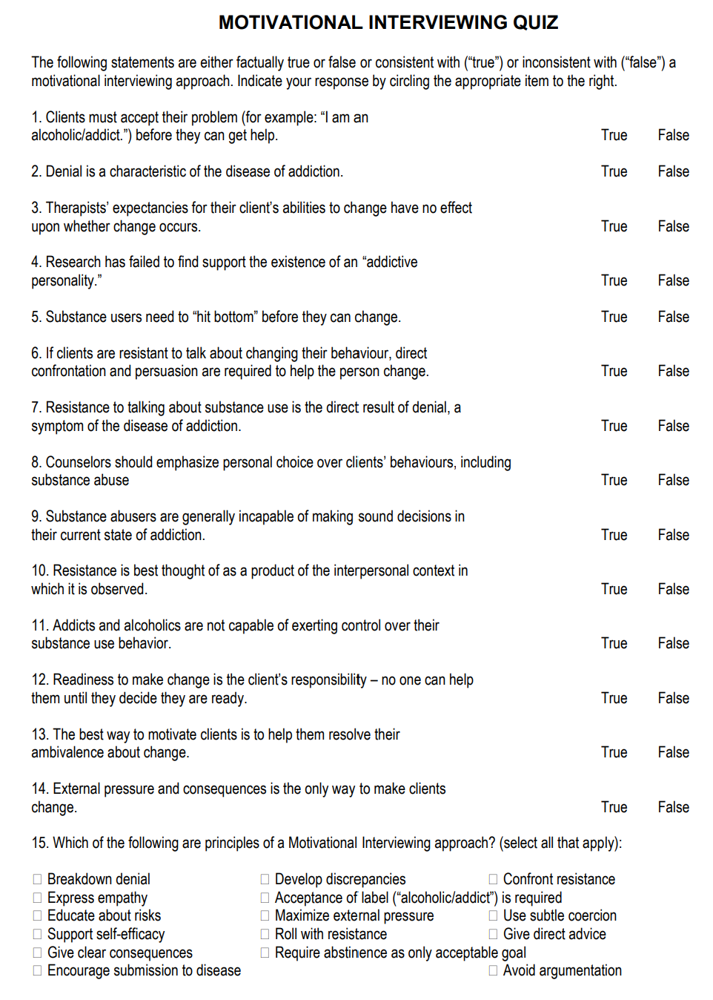 MOTIVATIONAL INTERVIEWING QUIZ
The following statements are either factually true or false or consistent with (“true”) or inconsistent with (“false”) a
motivational interviewing approach. Indicate your response by circling the appropriate item to the right.
1. Clients must accept their problem (for example: “I am an
alcoholic/addict.”) before they can get help. True False
2. Denial is a characteristic of the disease of addiction. True False
3. Therapists’ expectancies for their client’s abilities to change have no effect
upon whether change occurs. True False
4. Research has failed to find support the existence of an “addictive
personality.” True False
5. Substance users need to “hit bottom” before they can change. True False
6. If clients are resistant to talk about changing their behaviour, direct
confrontation and persuasion are required to help the person change. True False
7. Resistance to talking about substance use is the direct result of denial, a
symptom of the disease of addiction. True False
8. Counselors should emphasize personal choice over clients’ behaviours, including
substance abuse True False
9. Substance abusers are generally incapable of making sound decisions in
their current state of addiction. True False
10. Resistance is best thought of as a product of the interpersonal context in
which it is observed. True False
11. Addicts and alcoholics are not capable of exerting control over their
substance use behavior. True False
12. Readiness to make change is the client’s responsibility – no one can help
them until they decide they are ready. True False
13. The best way to motivate clients is to help them resolve their
ambivalence about change. True False
14. External pressure and consequences is the only way to make clients
change. True False
15. Which of the following are principles of a Motivational Interviewing approach? (select all that apply):
□ Breakdown denial □ Develop discrepancies □ Confront resistance
□ Express empathy □ Acceptance of label (“alcoholic/addict”) is required
□ Educate about risks □ Maximize external pressure □ Use subtle coercion
□ Support self-efficacy □ Roll with resistance □ Give direct advice
□ Give clear consequences □ Require abstinence as only acceptable goal
□ Encourage submission to disease □ Avoid argumentation